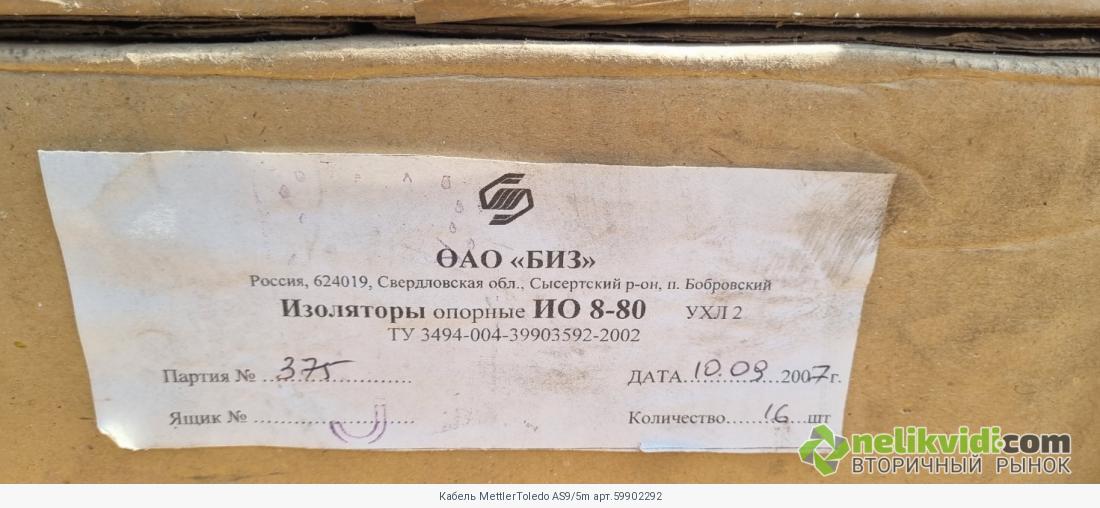 ОАО «БИЗ»
Россия, 624019, Свердловская обл., Сысертский р-он, п. Бобровский
Изоляторы опорные ИО 8-80 УХЛ 2
ТУ 3494-004-39903592-2002
Партия № 375 ДАТА 10.09 2007г.
Ящик № Количество 16 шт
nelikvidi.com
ВТОРИЧНЫЙ РЫНОК
Кабель MettlerToledo AS9/5m арт.59902292